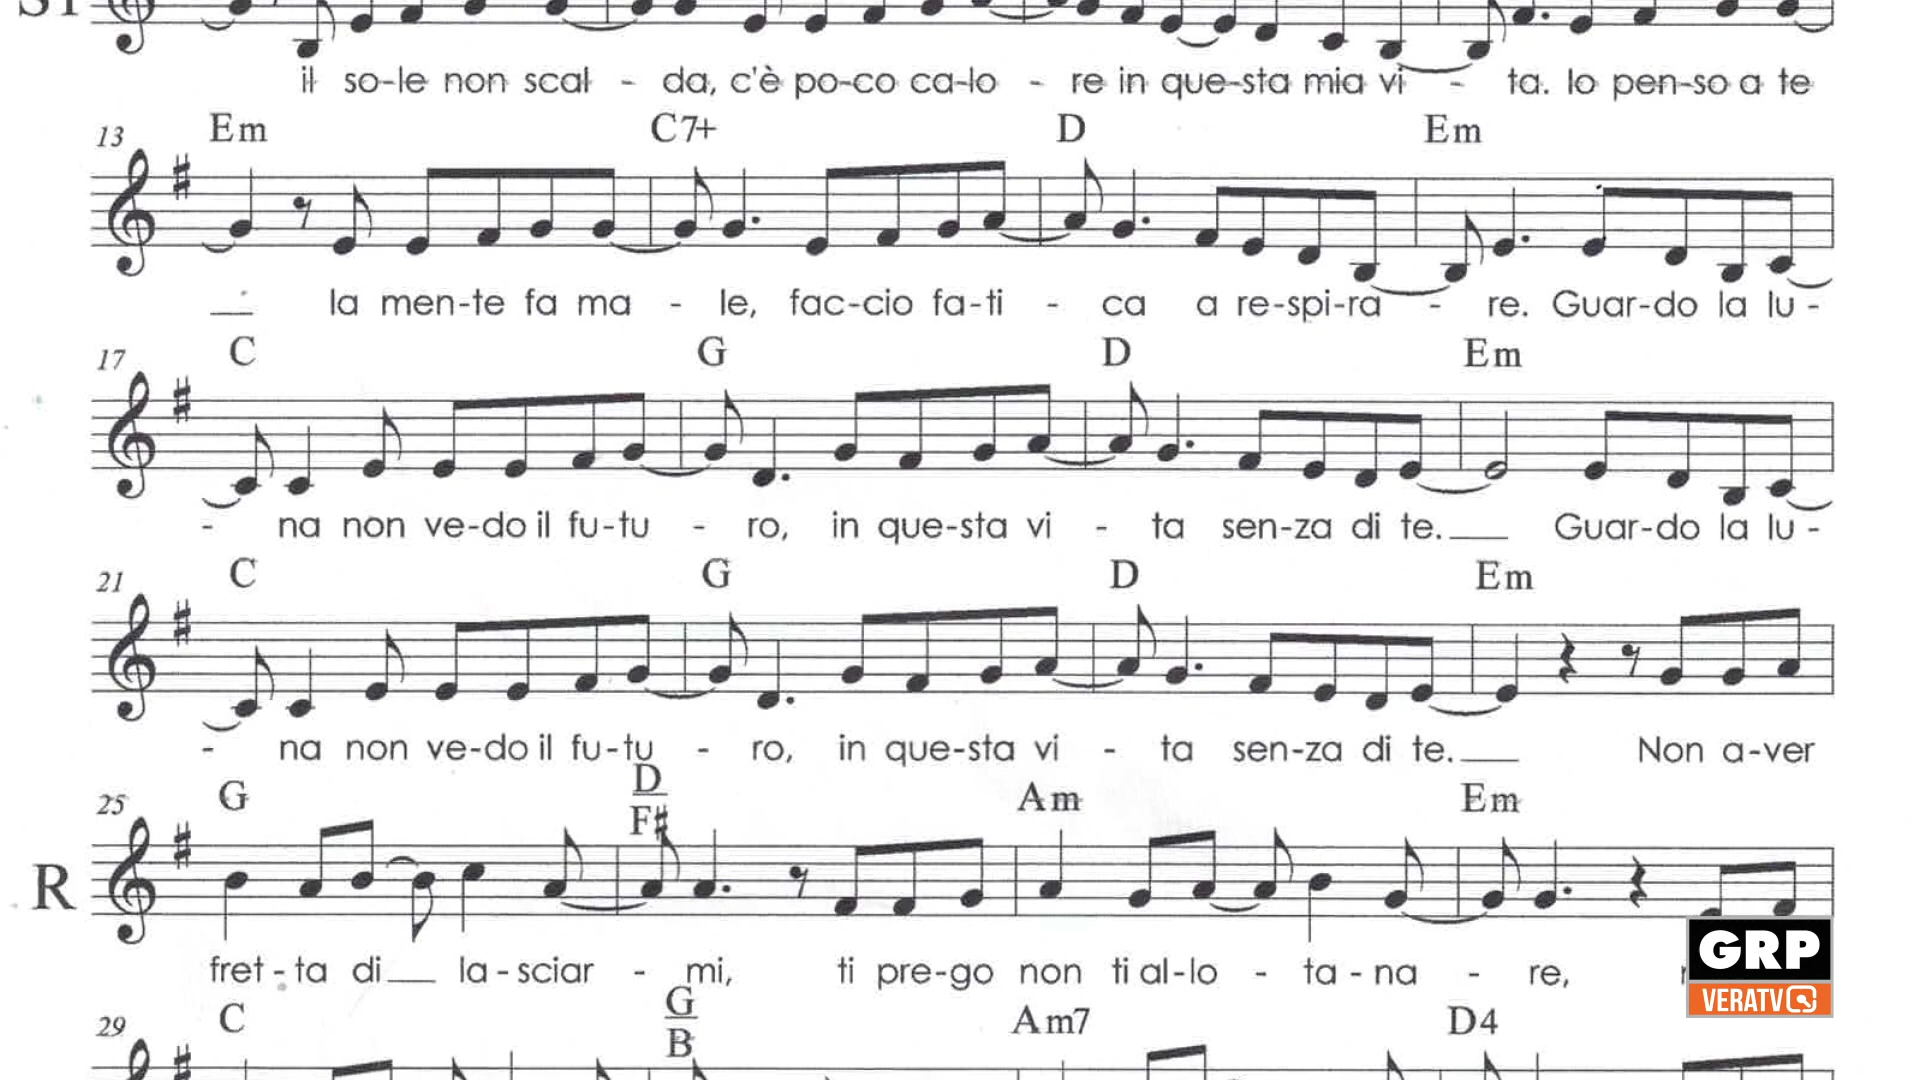 il so-le non scal - da, c'è po-co ca-lo - re in que-sta mia vi - ta. Io pen-so a te
13 Em C7+ D Em
la men-te fa ma - le, fac-cio fa-ti - ca a re-spi-ra - re. Guar-do la lu -
17 C G D Em
- na non ve-do il fu-tu - ro, in que-sta vi - ta sen-za di te.__ Guar-do la lu -
21 C G D Em
- na non ve-do il fu-tu - ro, in que-sta vi - ta sen-za di te.__ Non a-ver
25 G D/F# Am Em
R
fret-ta di__ la-sciar - mi, ti pre-go non ti al-lo - ta-na - re,
GRP
VERATV
29 C G/B Am7 D4